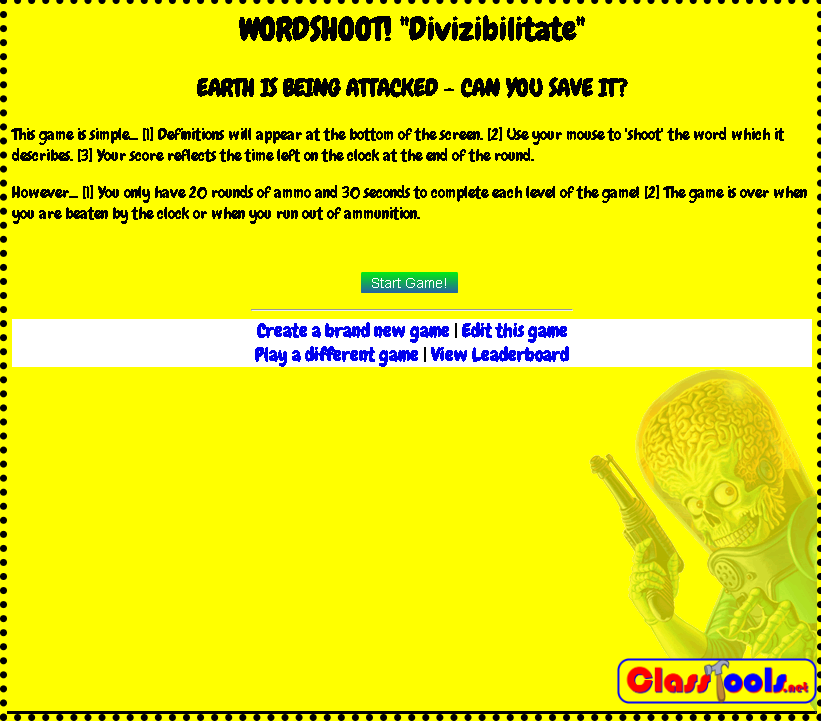 WORDSHOOT! "Divizibilitate"
EARTH IS BEING ATTACKED - CAN YOU SAVE IT?
This game is simple... [1] Definitions will appear at the bottom of the screen. [2] Use your mouse to 'shoot' the word which it
describes. [3] Your score reflects the time left on the clock at the end of the round.
However... [1] You only have 20 rounds of ammo and 30 seconds to complete each level of the game! [2] The game is over when
you are beaten by the clock or when you run out of ammunition.
Start Game!
Create a brand new game | Edit this game
Play a different game | View Leaderboard
ClassTools.net